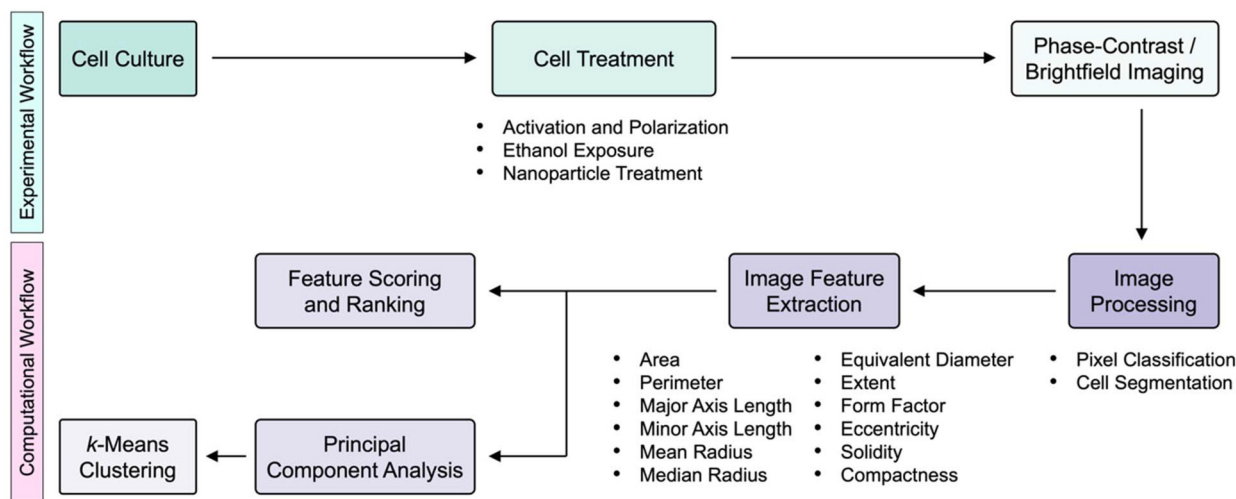 Experimental Workflow
Cell Culture
Cell Treatment
Phase-Contrast /
Brightfield Imaging
• Activation and Polarization
• Ethanol Exposure
• Nanoparticle Treatment
Computational Workflow
Feature Scoring
and Ranking
Image Feature
Extraction
Image
Processing
• Area
• Perimeter
• Major Axis Length
• Minor Axis Length
• Mean Radius
• Median Radius
• Equivalent Diameter
• Extent
• Form Factor
• Eccentricity
• Solidity
• Compactness
• Pixel Classification
• Cell Segmentation
k-Means
Clustering
Principal
Component Analysis